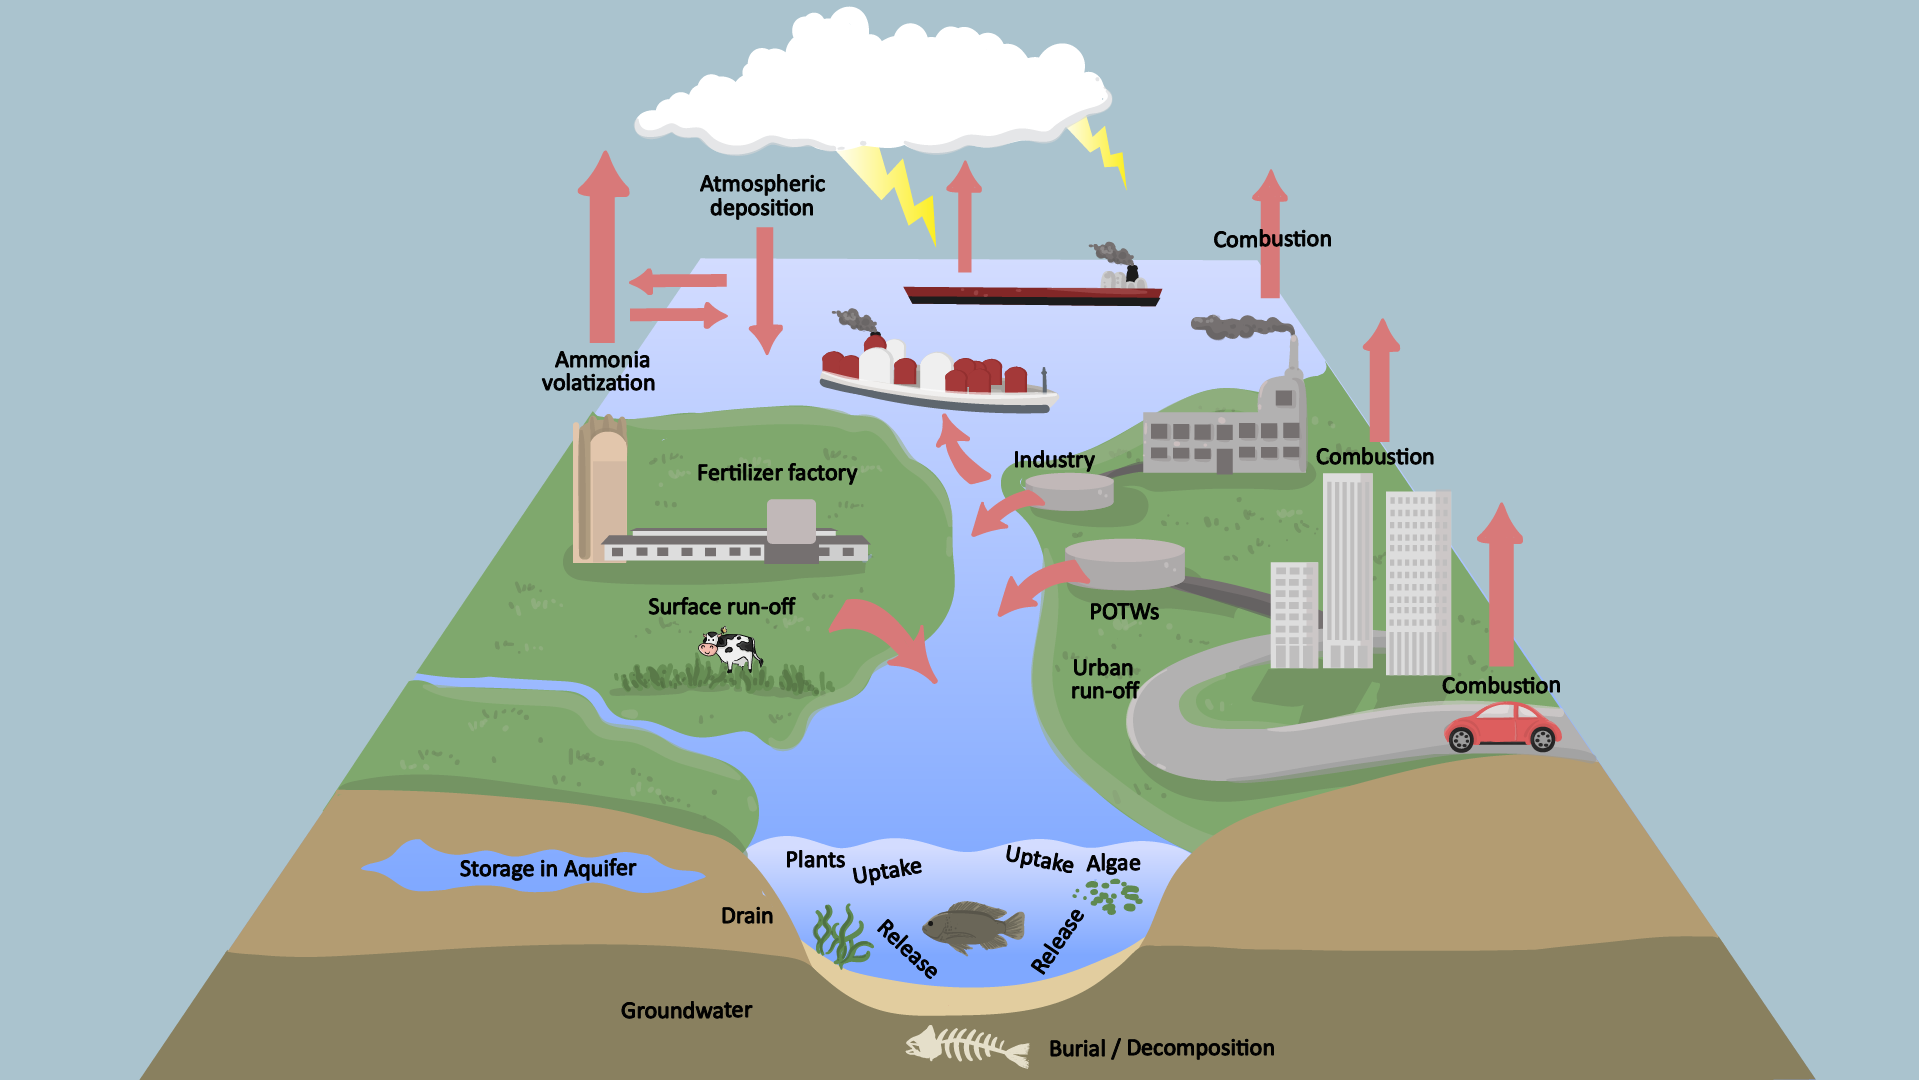 Atmospheric
deposition
Combustion
Ammonia
volatization
Industry
Combustion
Fertilizer factory
Surface run-off
POTWs
Urban
run-off
Combustion
Plants
Uptake
Uptake
Algae
Storage in Aquifer
Drain
Release
Release
Groundwater
Burial / Decomposition